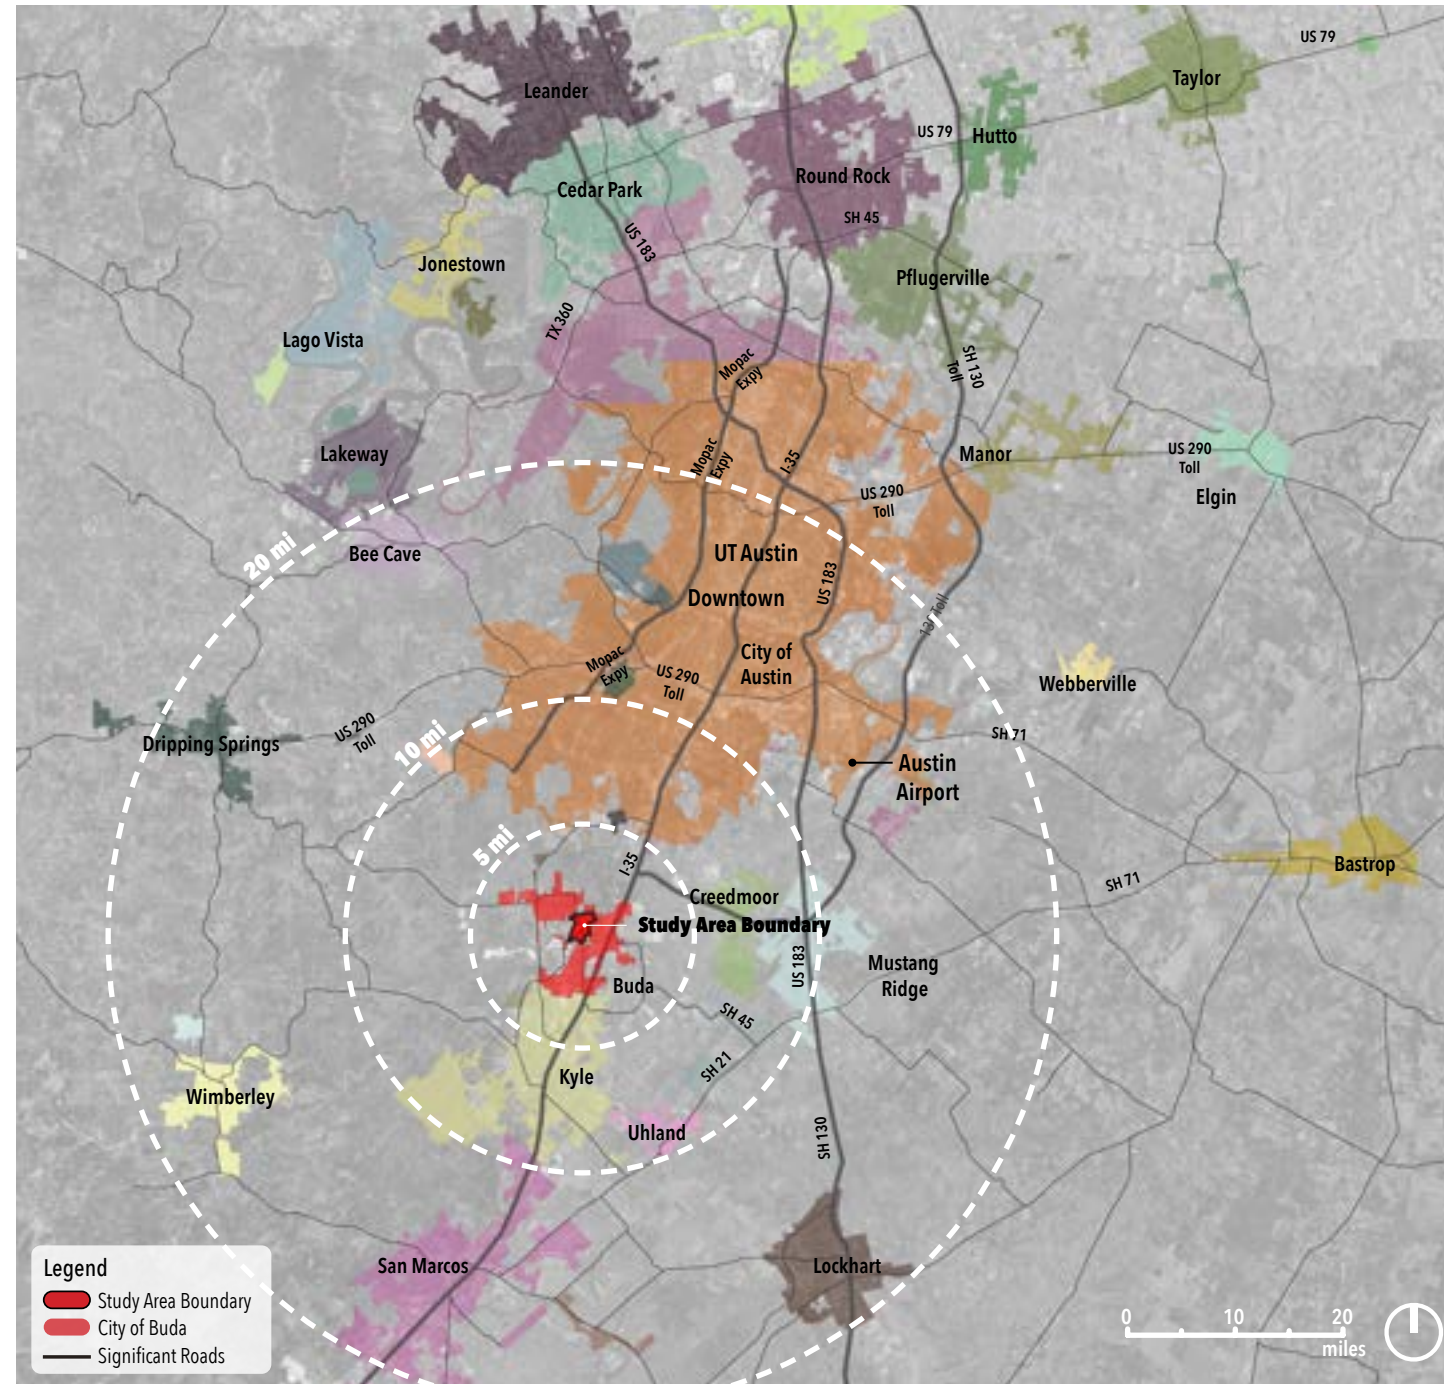 US 79
Leander
Taylor
US 79
Hutto
Cedar Park
Round Rock
SH 45
US 183
Jonestown
Pflugerville
TX 360
Lago Vista
Mopac
Expy
SH 130
Toll
Mopac
Expy
I-35
Lakeway
Manor
US 290
Toll
Elgin
US 290
Toll
20 mi
Bee Cave
UT Austin
US 183
Downtown
130 Toll
City of
Austin
Mopac
Expy
US 290
Toll
Webberville
Dripping Springs
US 290
Toll
10 mi
SH 71
Austin
Airport
5 mi
I-35
Bastrop
SH 71
Creedmoor
Study Area Boundary
US 183
Mustang
Ridge
Buda
SH 45
SH 21
Kyle
Wimberley
Uhland
SH 130
San Marcos
Lockhart
Legend
Study Area Boundary
City of Buda
Significant Roads
0 10 20
miles